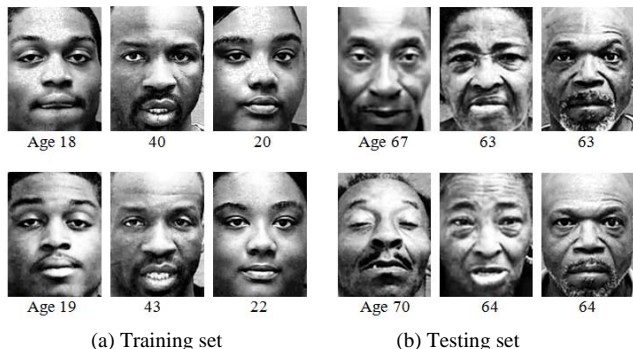 Age 18 40 20 Age 67 63 63
Age 19 43 22 Age 70 64 64
(a) Training set (b) Testing set